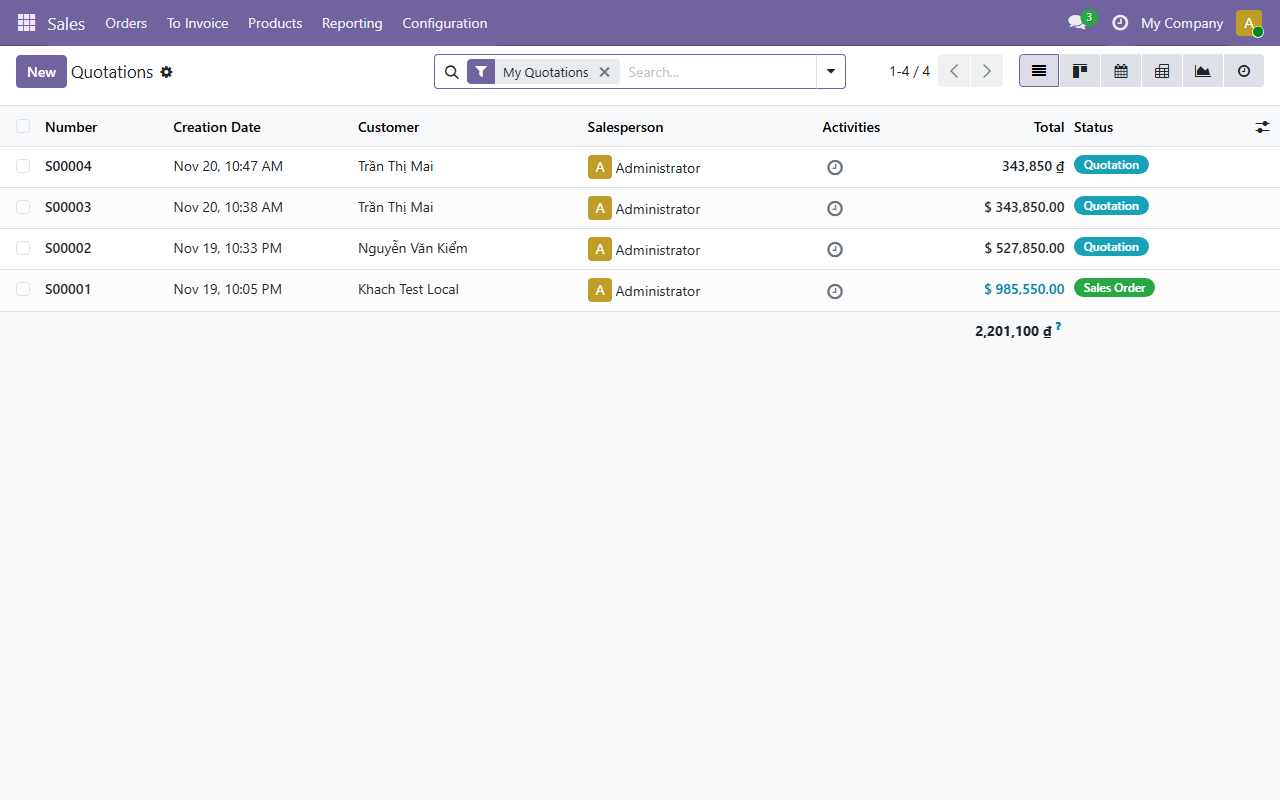 Sales Orders To Invoice Products Reporting Configuration 3 My Company A
New Quotations My Quotations Search... 1-4 / 4
Number Creation Date Customer Salesperson Activities Total Status
S00004 Nov 20, 10:47 AM Trần Thị Mai A Administrator 343,850 ₫ Quotation
S00003 Nov 20, 10:38 AM Trần Thị Mai A Administrator $ 343,850.00 Quotation
S00002 Nov 19, 10:33 PM Nguyễn Văn Kiểm A Administrator $ 527,850.00 Quotation
S00001 Nov 19, 10:05 PM Khach Test Local A Administrator $ 985,550.00 Sales Order
2,201,100 ₫ ?